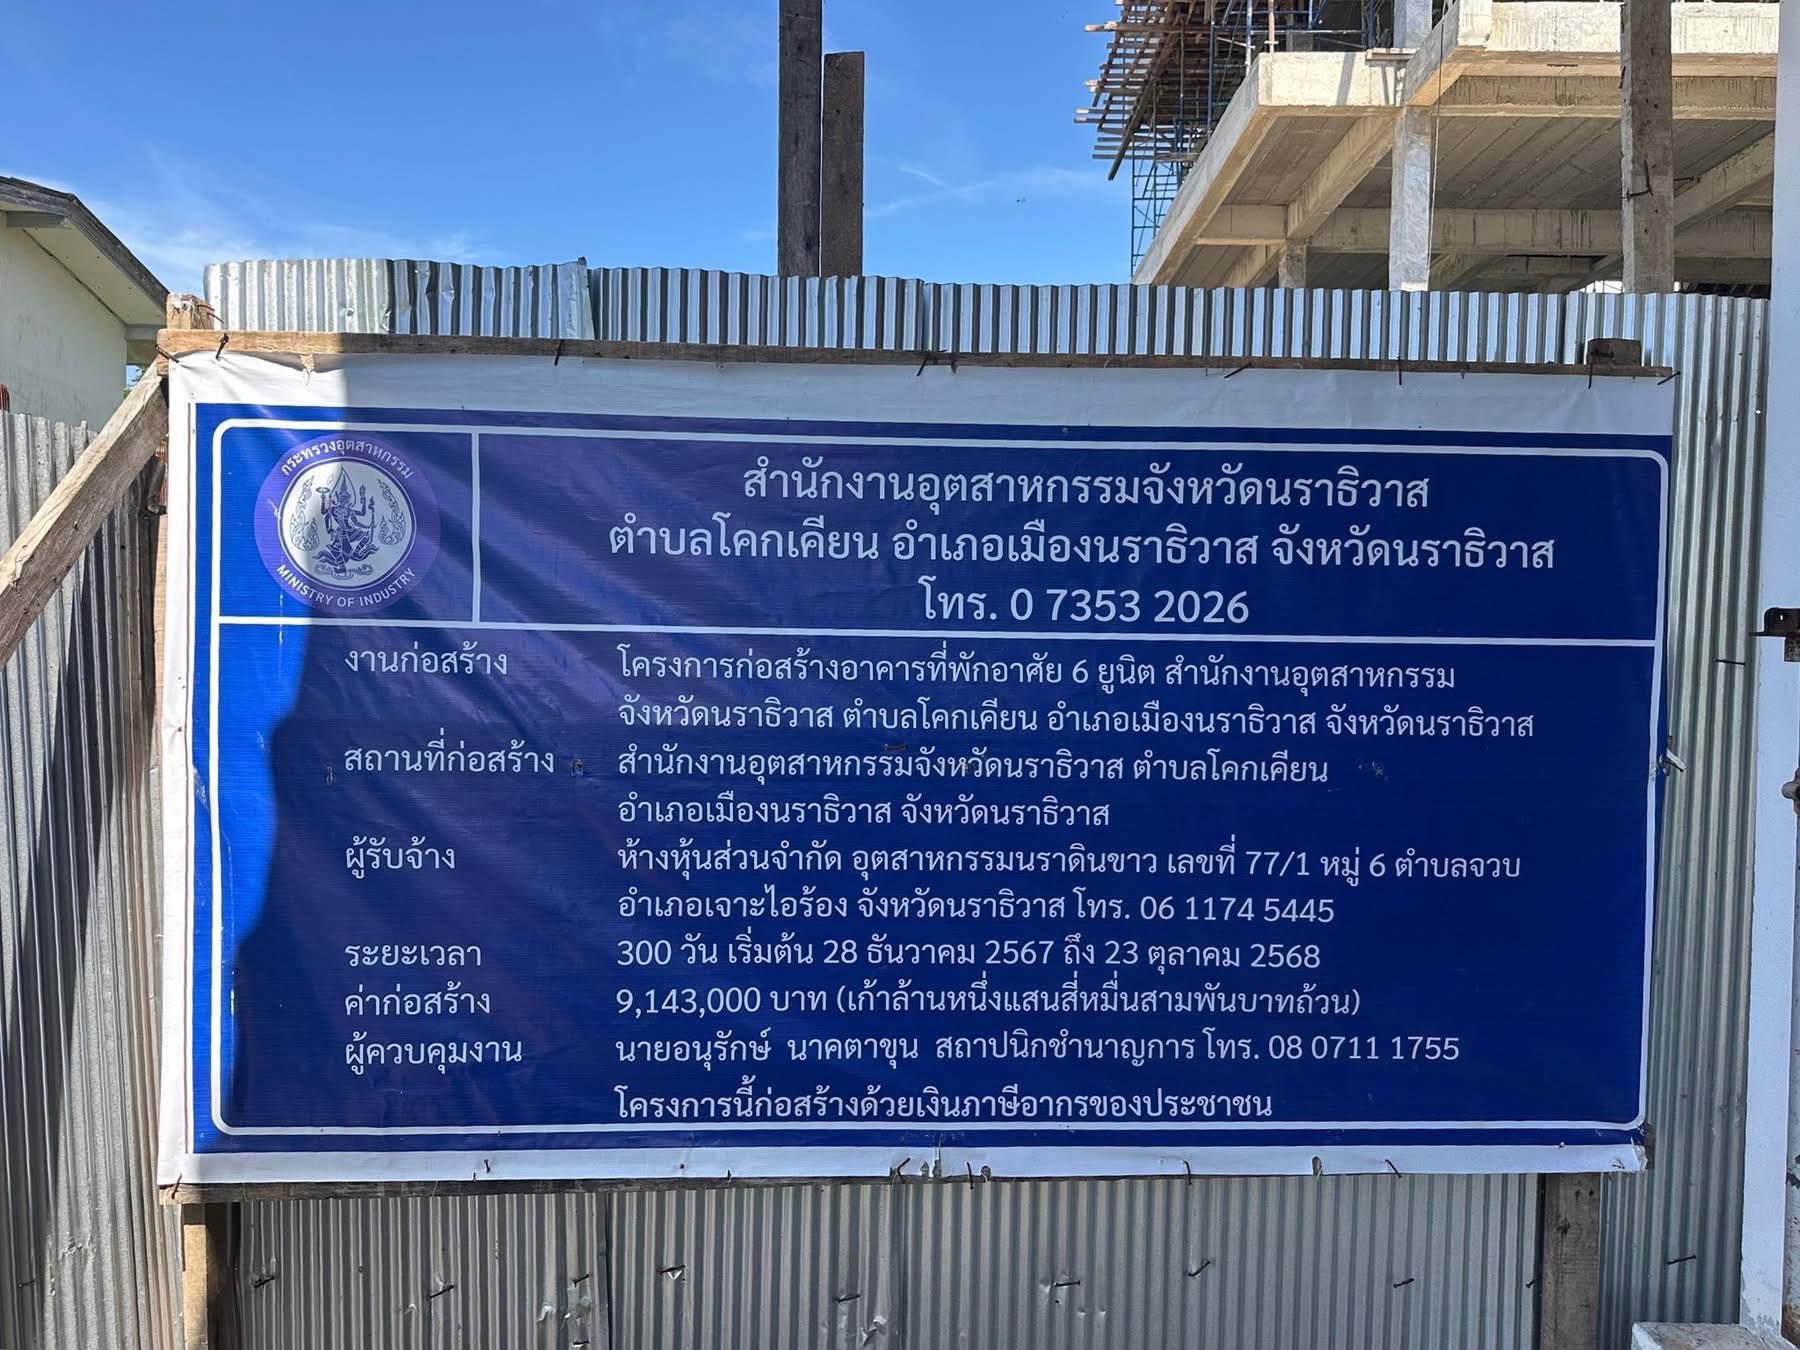 กระทรวงอุตสาหกรรม
MINISTRY OF INDUSTRY
สำนักงานอุตสาหกรรมจังหวัดนราธิวาส
ตำบลโคกเคียน อำเภอเมืองนราธิวาส จังหวัดนราธิวาส
โทร. 0 7353 2026
งานก่อสร้าง โครงการก่อสร้างอาคารที่พักอาศัย 6 ยูนิต สำนักงานอุตสาหกรรม
จังหวัดนราธิวาส ตำบลโคกเคียน อำเภอเมืองนราธิวาส จังหวัดนราธิวาส
สถานที่ก่อสร้าง สำนักงานอุตสาหกรรมจังหวัดนราธิวาส ตำบลโคกเคียน
อำเภอเมืองนราธิวาส จังหวัดนราธิวาส
ผู้รับจ้าง ห้างหุ้นส่วนจำกัด อุตสาหกรรมนราดินขาว เลขที่ 77/1 หมู่ 6 ตำบลจวบ
อำเภอเจาะไอร้อง จังหวัดนราธิวาส โทร. 06 1174 5445
ระยะเวลา 300 วัน เริ่มต้น 28 ธันวาคม 2567 ถึง 23 ตุลาคม 2568
ค่าก่อสร้าง 9,143,000 บาท (เก้าล้านหนึ่งแสนสี่หมื่นสามพันบาทถ้วน)
ผู้ควบคุมงาน นายอนุรักษ์ นาคตาขุน สถาปนิกชำนาญการ โทร. 08 0711 1755
โครงการนี้ก่อสร้างด้วยเงินภาษีอากรของประชาชน